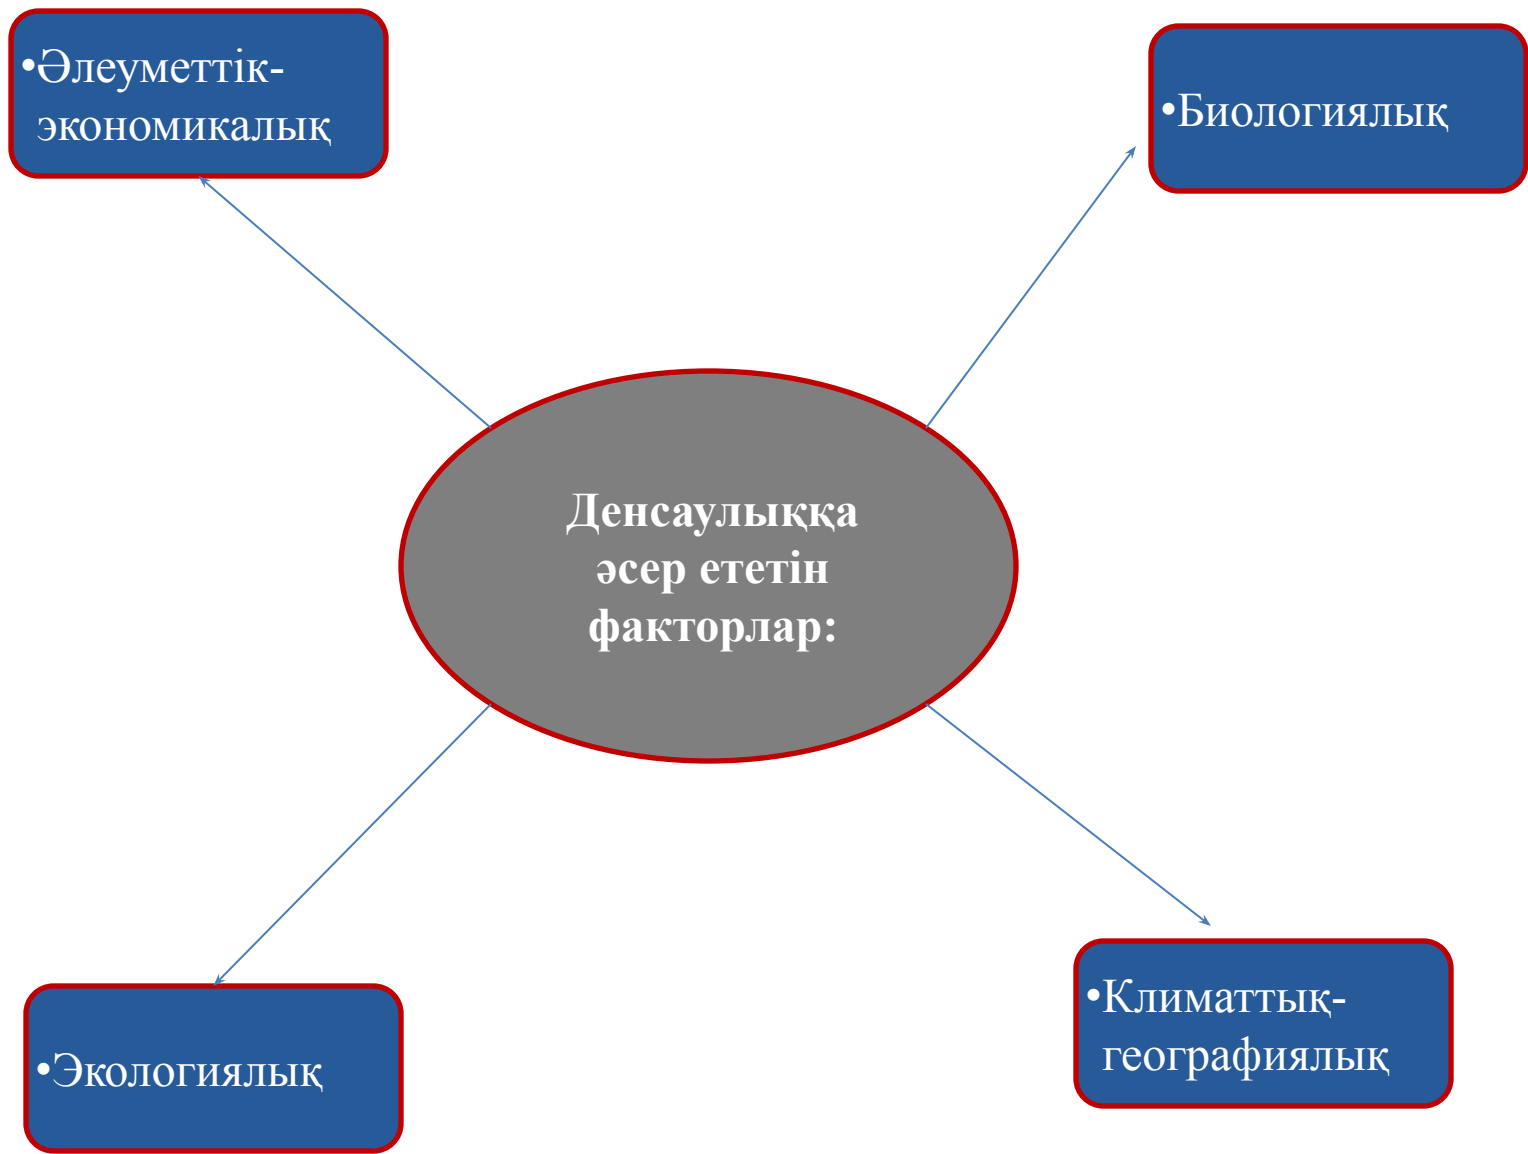 •Әлеуметтік-
экономикалық
•Биологиялық
Денсаулыққа
әсер ететін
факторлар:
•Экологиялық
•Климаттық-
географиялық